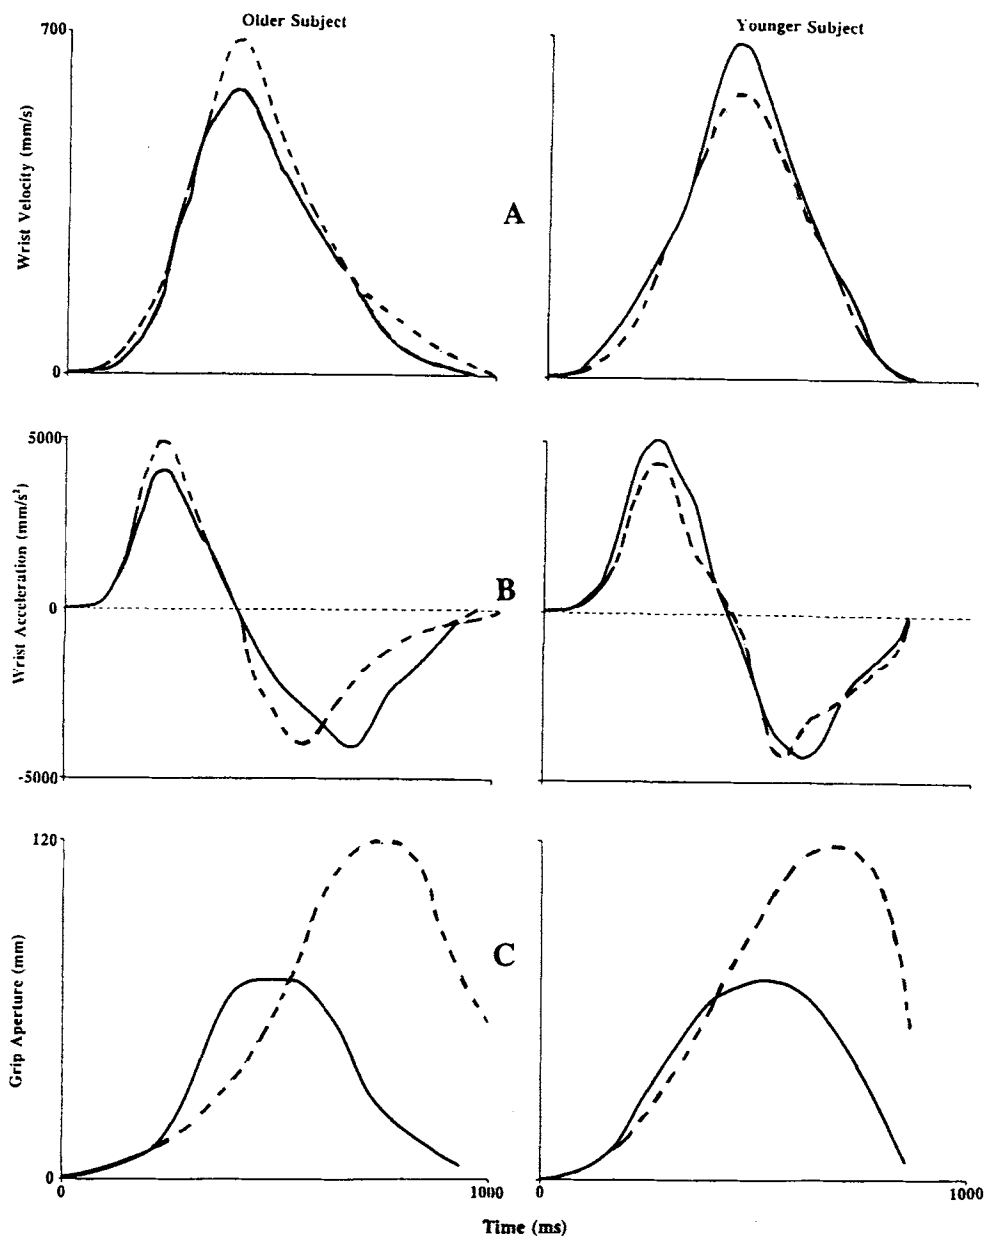 Older Subject
Younger Subject
700
Wrist Velocity (mm/s)
0
A
5000
Wrist Acceleration (mm/s²)
0
-5000
B
120
Grip Aperture (mm)
0
C
0
1000
0
1000
Time (ms)